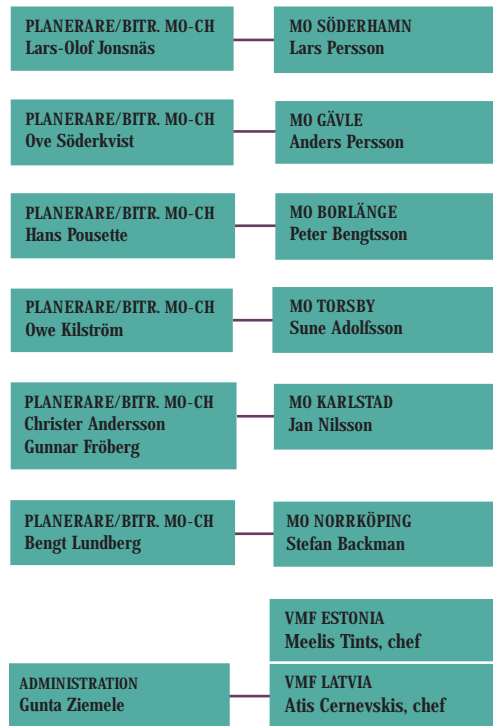 PLANERARE/BITR. MO-CH
Lars-Olof Jonsnäs
MO SÖDERHAMN
Lars Persson
PLANERARE/BITR. MO-CH
Ove Söderkvist
MO GÄVLE
Anders Persson
PLANERARE/BITR. MO-CH
Hans Pousette
MO BORLÄNGE
Peter Bengtsson
PLANERARE/BITR. MO-CH
Owe Kilström
MO TORSBY
Sune Adolfsson
PLANERARE/BITR. MO-CH
Christer Andersson
Gunnar Fröberg
MO KARLSTAD
Jan Nilsson
PLANERARE/BITR. MO-CH
Bengt Lundberg
MO NORRKÖPING
Stefan Backman
VMF ESTONIA
Meelis Tints, chef
ADMINISTRATION
Gunta Ziemele
VMF LATVIA
Atis Cernevskis, chef